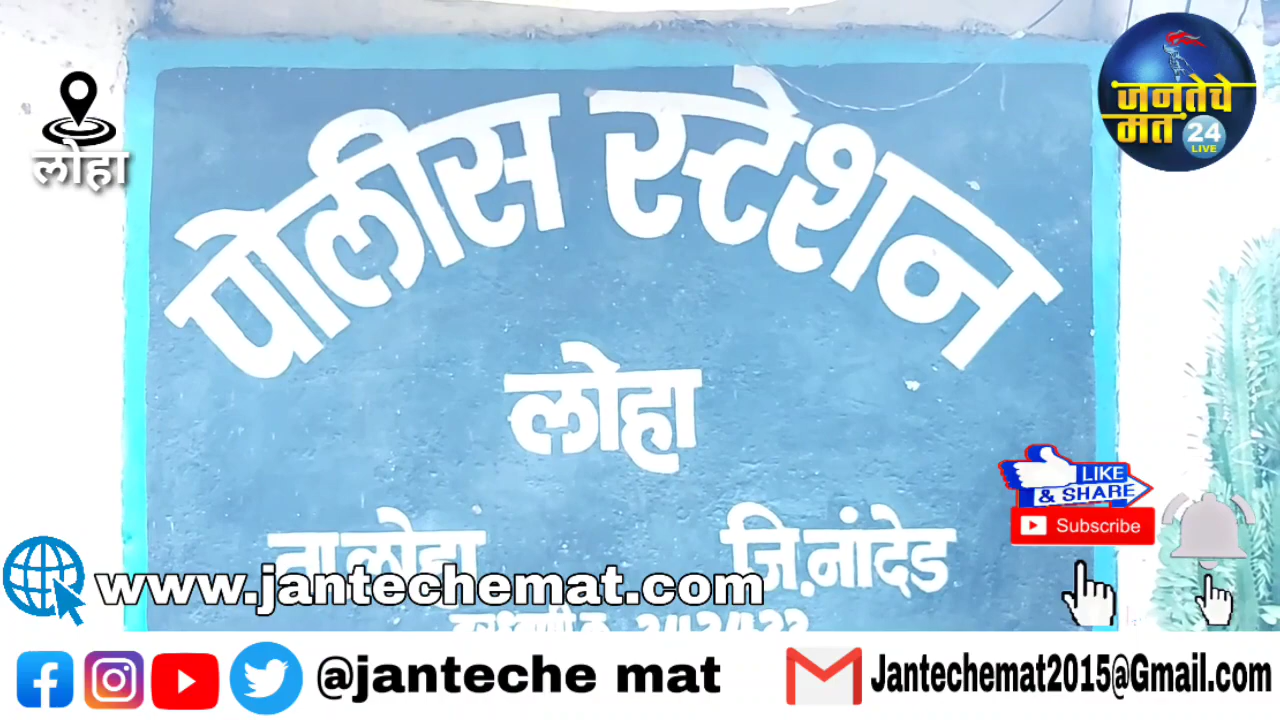 पोलीस स्टेशन
लोहा
ता.लोहा
जि.नांदेड
लोहा
जनतेचे
मत
24
LIVE
LIKE
& SHARE
Subscribe
www.jantechemat.com
@janteche mat
Jantechemat2015@Gmail.com